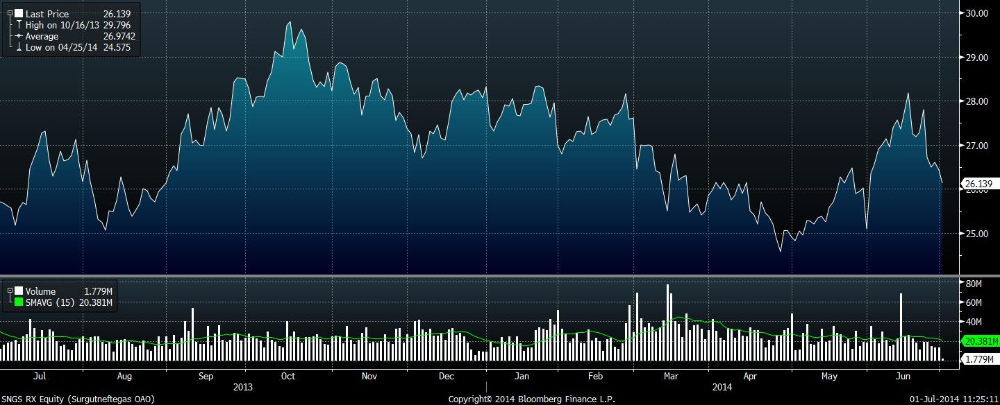 Last Price 26.139
High on 10/16/13 29.796
Average 26.9742
Low on 04/25/14 24.575
30.00
29.00
28.00
27.00
26.139
26.00
25.00
Volume 1.779M
SMAVG (15) 20.381M
80M
60M
40M
20.381M
1.779M
Jul Aug Sep Oct Nov Dec Jan Feb Mar Apr May Jun
2013 2014
SNGS RX Equity (Surgutneftegas OAO) Copyright© 2014 Bloomberg Finance L.P. 01-Jul-2014 11:25:11